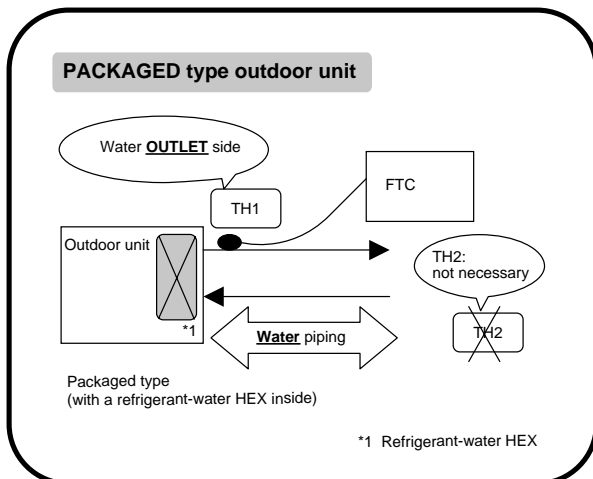 PACKAGED type outdoor unit
Water OUTLET side
TH1
FTC
Outdoor unit
TH2:
not necessary
*1
Water piping
TH2
Packaged type
(with a refrigerant-water HEX inside)
*1 Refrigerant-water HEX